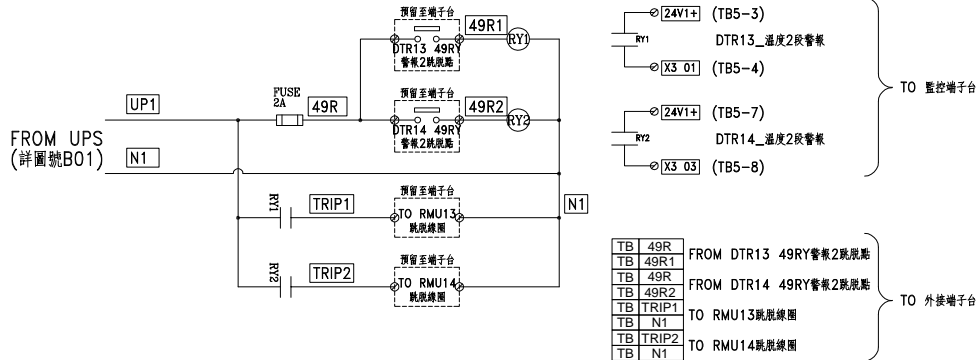 預留至端子台
49R1
RY1
DTR13 49RY
警報2跳脫點
FUSE
2A
49R
UP1
預留至端子台
49R2
RY2
DTR14 49RY
警報2跳脫點
FROM UPS
(詳圖號B01)
N1
預留至端子台
RY1
TRIP1
TO RMU13
跳脫線圈
N1
預留至端子台
RY2
TRIP2
TO RMU14
跳脫線圈
24V1+ (TB5-3)
RY1 DTR13_溫度2段警報
X3 01 (TB5-4)
TO 監控端子台
24V1+ (TB5-7)
RY2 DTR14_溫度2段警報
X3 03 (TB5-8)
TB 49R
TB 49R1
FROM DTR13 49RY警報2跳脫點
TB 49R
TB 49R2
FROM DTR14 49RY警報2跳脫點
TB TRIP1
TB N1
TO RMU13跳脫線圈
TB TRIP2
TB N1
TO RMU14跳脫線圈
TO 外接端子台